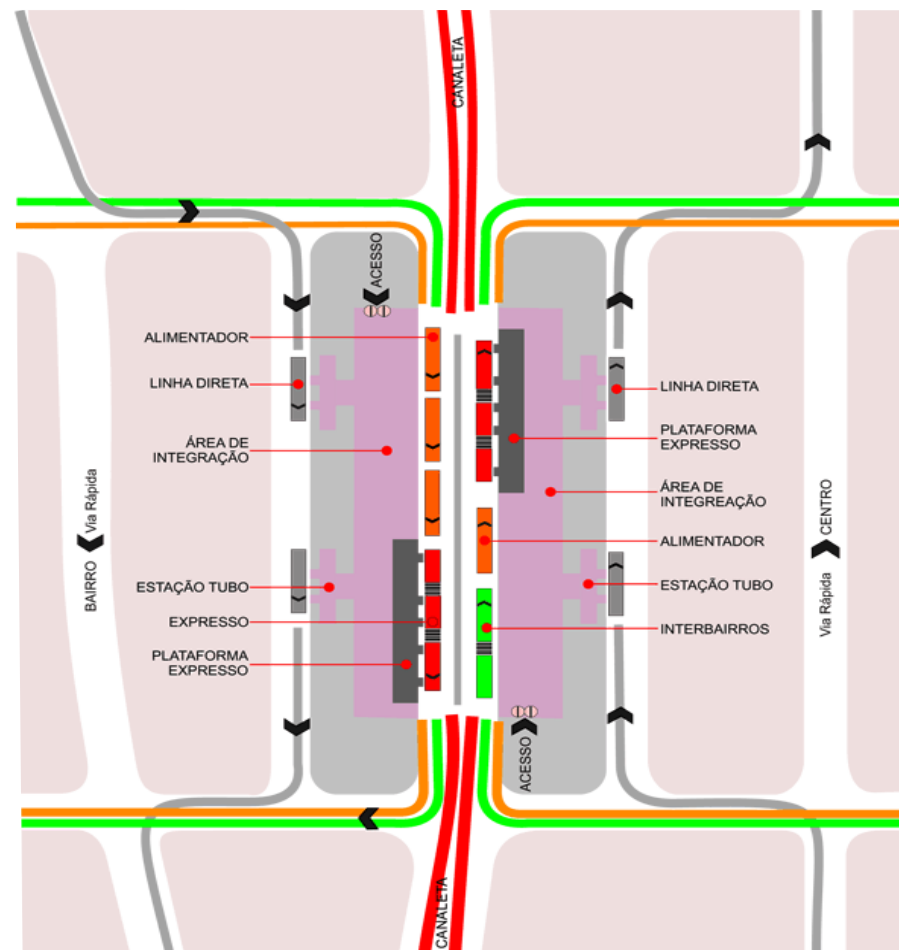 CANALETA
ACESSO
ALIMENTADOR
LINHA DIRETA
ÁREA DE
INTEGRAÇÃO
BAIRRO
Via Rápida
ESTAÇÃO TUBO
EXPRESSO
PLATAFORMA
EXPRESSO
LINHA DIRETA
PLATAFORMA
EXPRESSO
ÁREA DE
INTEGREAÇÃO
ALIMENTADOR
ESTAÇÃO TUBO
INTERBAIRROS
Via Rápida
CENTRO
ACESSO
CANALETA